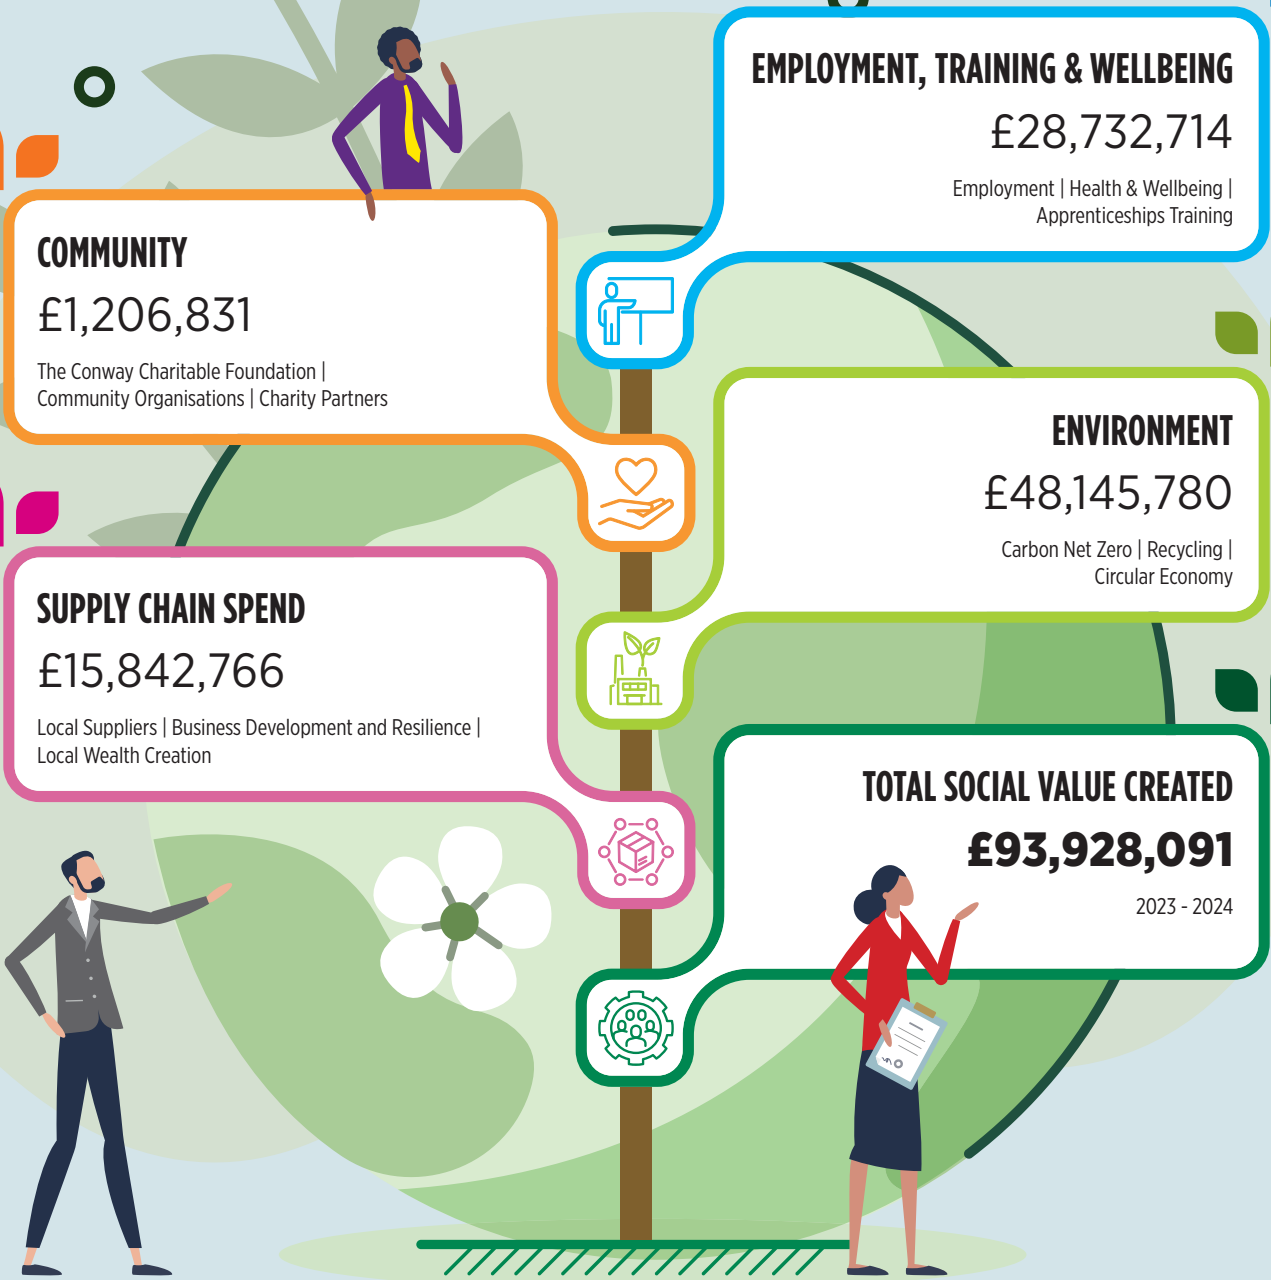 EMPLOYMENT, TRAINING & WELLBEING
£28,732,714
Employment | Health & Wellbeing |
Apprenticeships Training
COMMUNITY
£1,206,831
The Conway Charitable Foundation |
Community Organisations | Charity Partners
ENVIRONMENT
£48,145,780
Carbon Net Zero | Recycling |
Circular Economy
SUPPLY CHAIN SPEND
£15,842,766
Local Suppliers | Business Development and Resilience |
Local Wealth Creation
TOTAL SOCIAL VALUE CREATED
£93,928,091
2023 - 2024